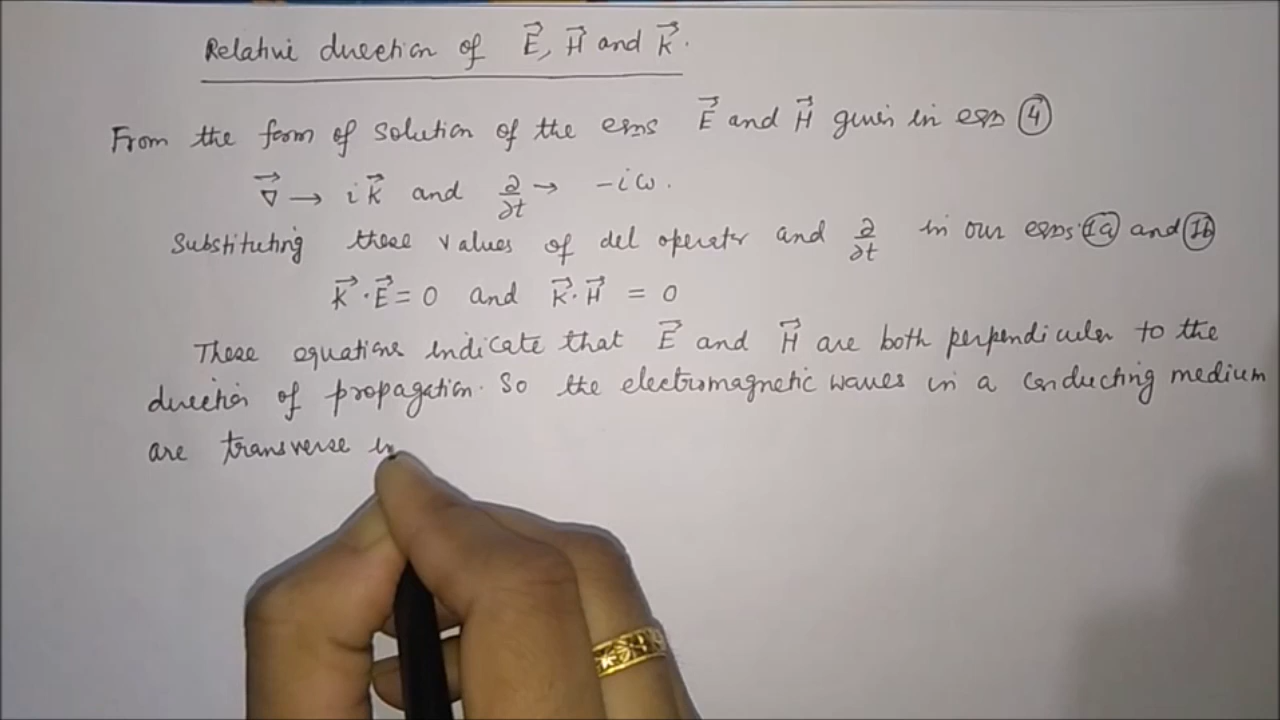 Relative direction of E⃗, H⃗ and K⃗.
From the form of solution of the eqns E⃗ and H⃗ given in eqn ④
∇⃗ → iK⃗ and ∂/∂t → -iω.
Substituting these values of del operator and ∂/∂t in our eqns. (1a) and (1b)
K⃗ · E⃗ = 0 and K⃗ · H⃗ = 0
These equations indicate that E⃗ and H⃗ are both perpendicular to the
direction of propagation. So the electromagnetic waves in a conducting medium
are transverse in